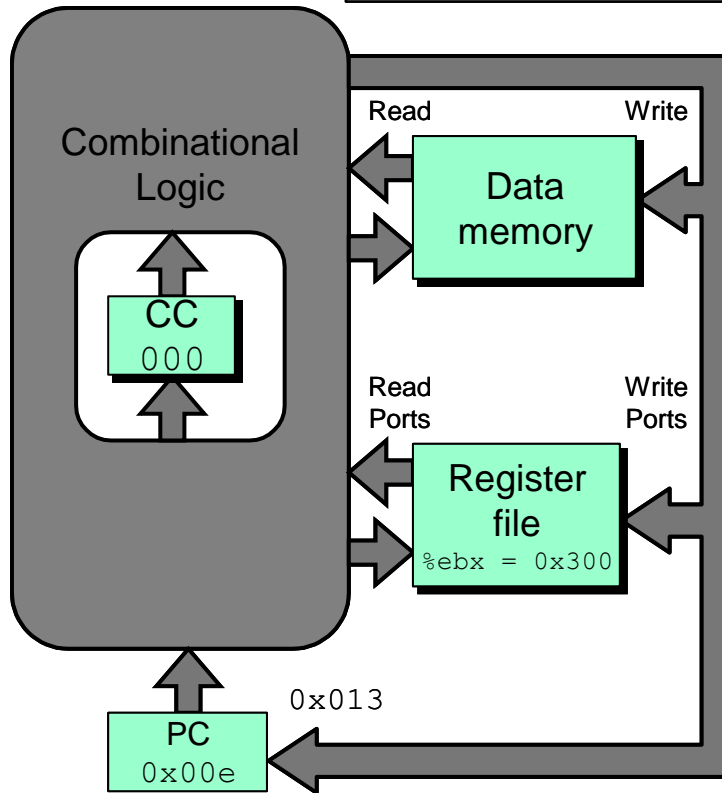 Combinational
Logic
CC
000
Read
Write
Data
memory
Read
Ports
Write
Ports
Register
file
%ebx = 0x300
0x013
PC
0x00e